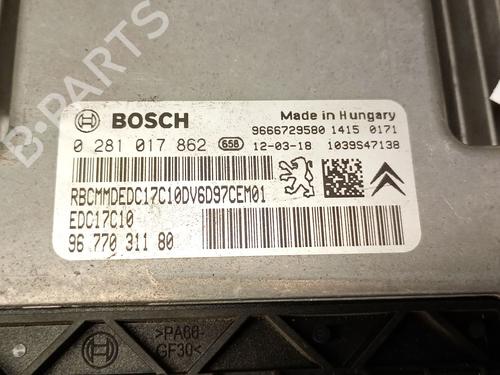 B-PARTS
BOSCH
Made in Hungary
9666729580 1415 0171
0 281 017 862 658 12-03-18 1039S47138
RBCMMDEDC17C10DV6D97CEM01
EDC17C10
96 770 311 80
>PA66-
GF30<